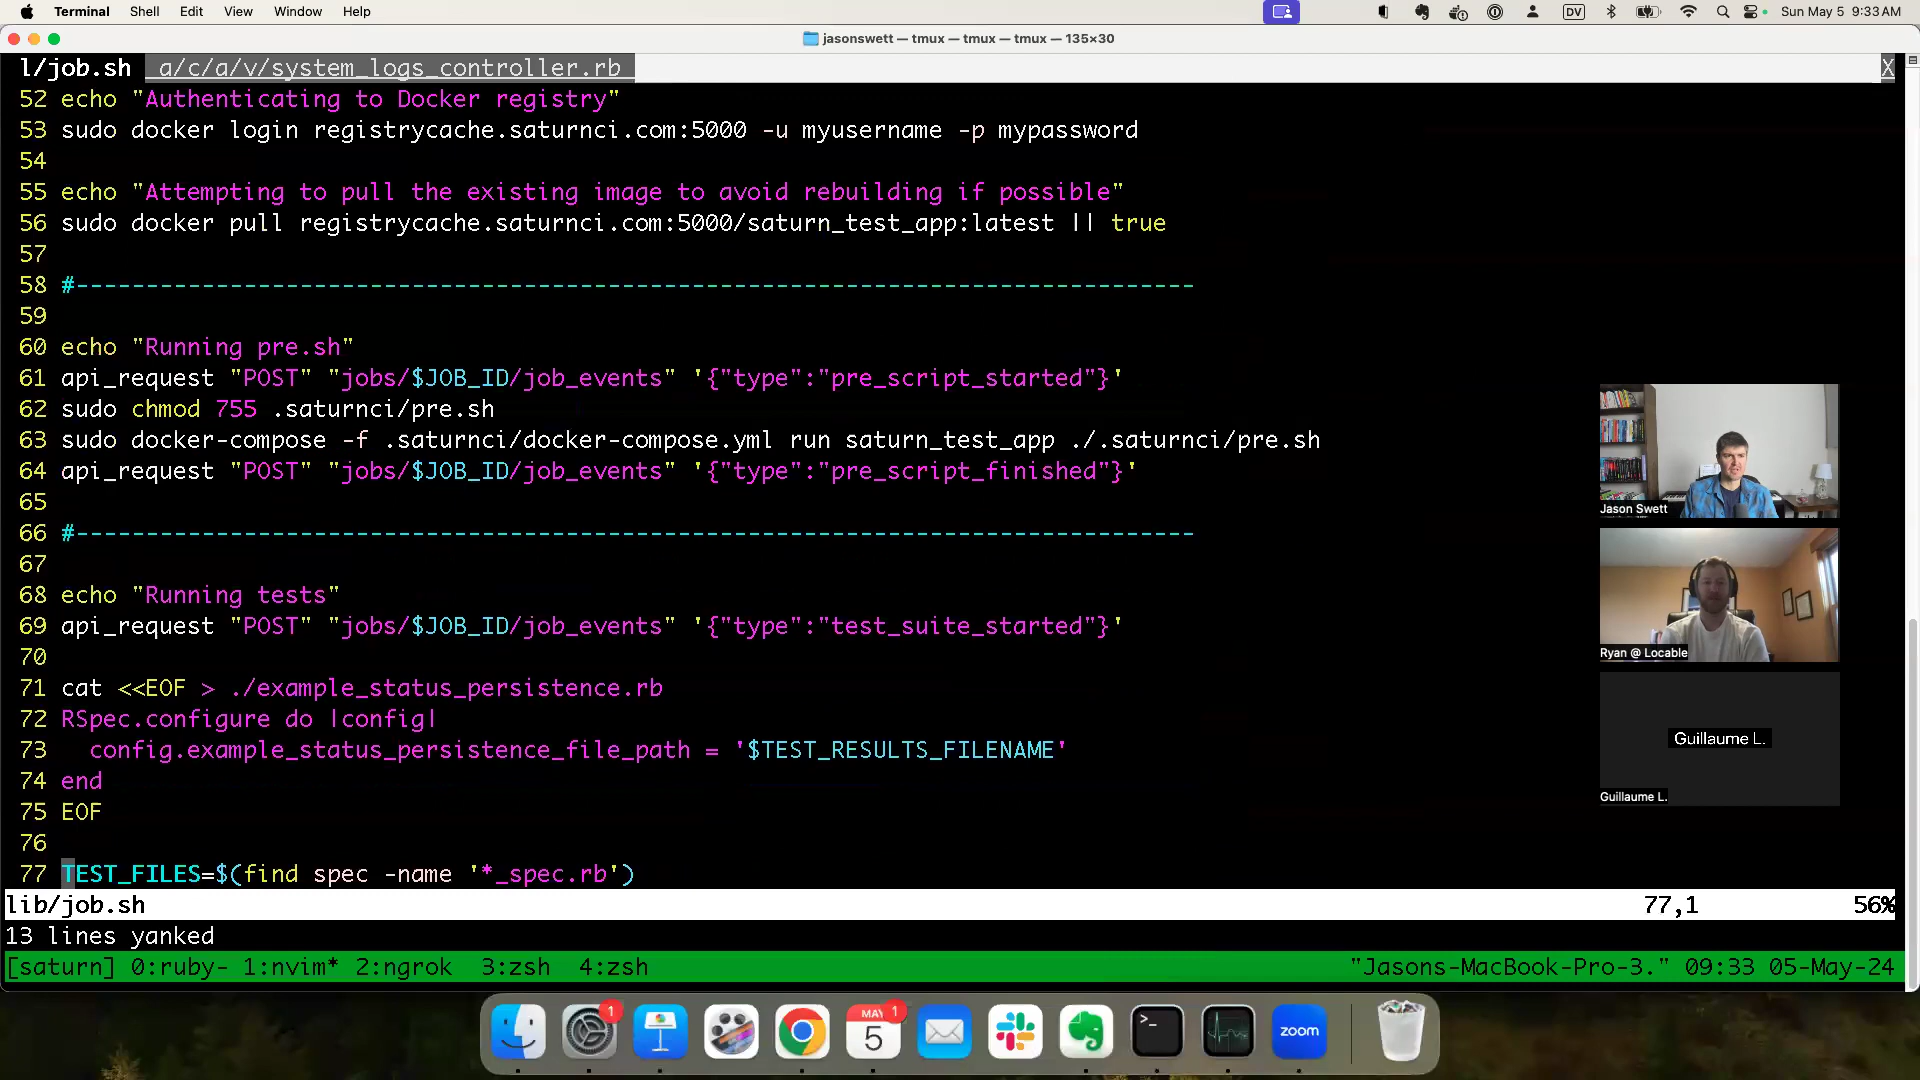 Terminal Shell Edit View Window Help DV Sun May 5 9:33 AM
jasonswett — tmux — tmux — tmux — 135×30
l/job.sh a/c/a/v/system_logs_controller.rb X
52 echo "Authenticating to Docker registry"
53 sudo docker login registrycache.saturnci.com:5000 -u myusername -p mypassword
54
55 echo "Attempting to pull the existing image to avoid rebuilding if possible"
56 sudo docker pull registrycache.saturnci.com:5000/saturn_test_app:latest || true
57
58 #--------------------------------------------------------------------------------
59
60 echo "Running pre.sh"
61 api_request "POST" "jobs/$JOB_ID/job_events" '{"type":"pre_script_started"}'
62 sudo chmod 755 .saturnci/pre.sh
63 sudo docker-compose -f .saturnci/docker-compose.yml run saturn_test_app ./.saturnci/pre.sh
64 api_request "POST" "jobs/$JOB_ID/job_events" '{"type":"pre_script_finished"}'
65
66 #--------------------------------------------------------------------------------
67
68 echo "Running tests"
69 api_request "POST" "jobs/$JOB_ID/job_events" '{"type":"test_suite_started"}'
70
71 cat <<EOF > ./example_status_persistence.rb
72 RSpec.configure do |config|
73   config.example_status_persistence_file_path = '$TEST_RESULTS_FILENAME'
74 end
75 EOF
76
77 TEST_FILES=$(find spec -name '*_spec.rb')
lib/job.sh 77,1 56%
13 lines yanked
[saturn] 0:ruby- 1:nvim* 2:ngrok 3:zsh 4:zsh "Jasons-MacBook-Pro-3." 09:33 05-May-24
Jason Swett
Ryan @ Locable
Guillaume L.
Guillaume L.
1
MAY 1
5
>_
zoom